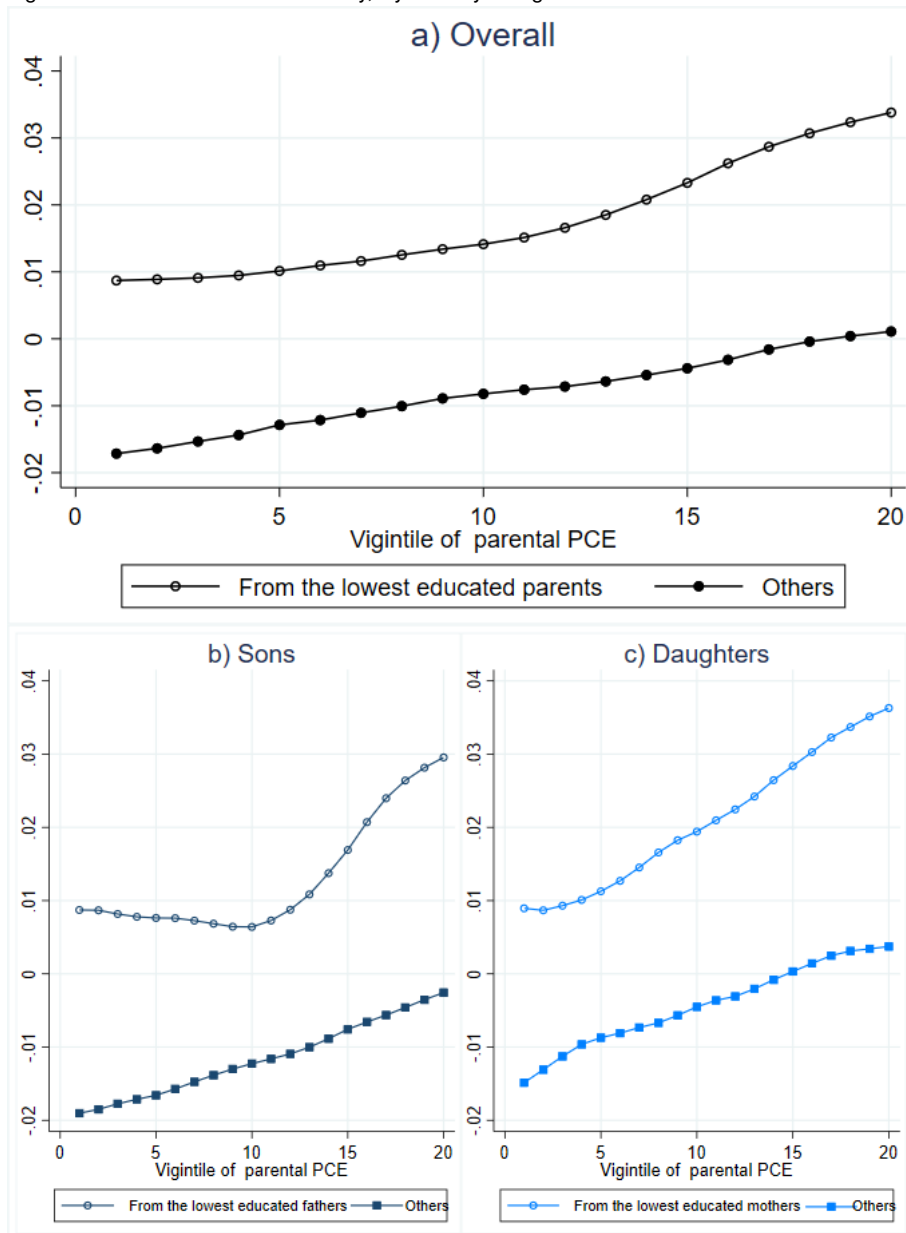 a) Overall
.04
.03
.02
.01
0
-.01
-.02
0 5 10 15 20
Vigintile of parental PCE
From the lowest educated parents Others
b) Sons
.04
.03
.02
.01
0
-.01
-.02
0 5 10 15 20
Vigintile of parental PCE
From the lowest educated fathers Others
c) Daughters
.04
.03
.02
.01
0
-.01
-.02
0 5 10 15 20
Vigintile of parental PCE
From the lowest educated mothers Others